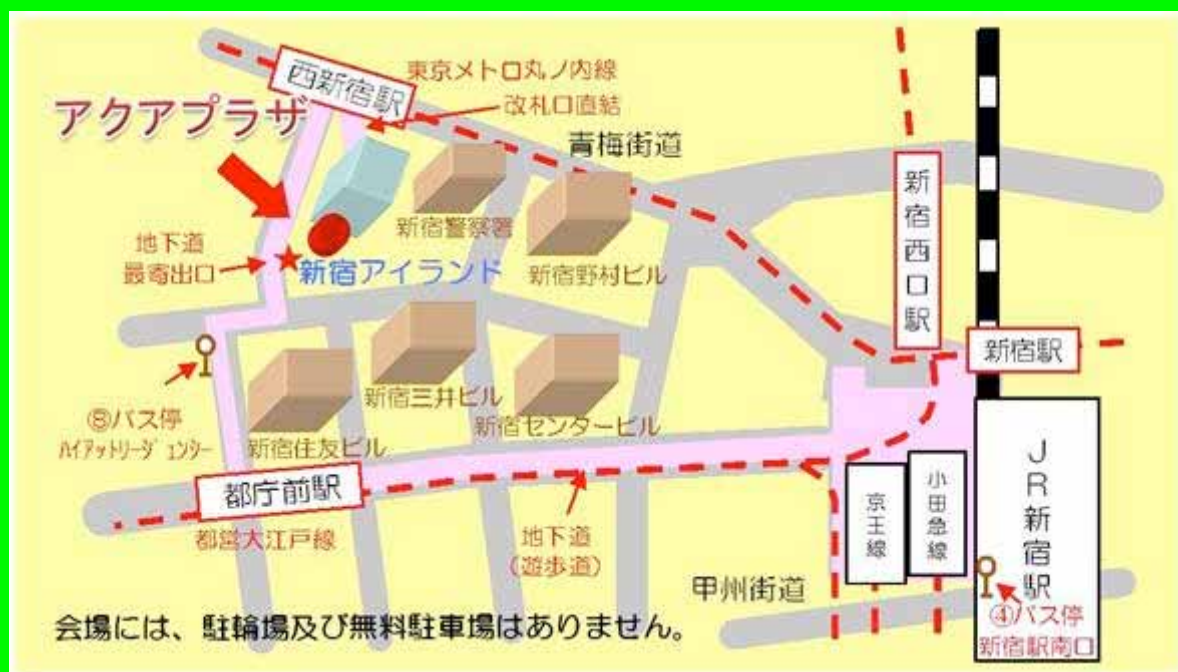 西新宿駅
東京メトロ丸ノ内線
改札口直結
アクアプラザ
青梅街道
新宿西口駅
新宿警察署
新宿野村ビル
地下道
最寄出口
新宿アイランド
新宿駅
新宿三井ビル
新宿センタービル
⑧バス停
ハイアットリージェンシー
新宿住友ビル
都庁前駅
都営大江戸線
地下道
(遊歩道)
京王線
小田急線
JR新宿駅
甲州街道
④バス停
新宿駅南口
会場には、駐輪場及び無料駐車場はありません。